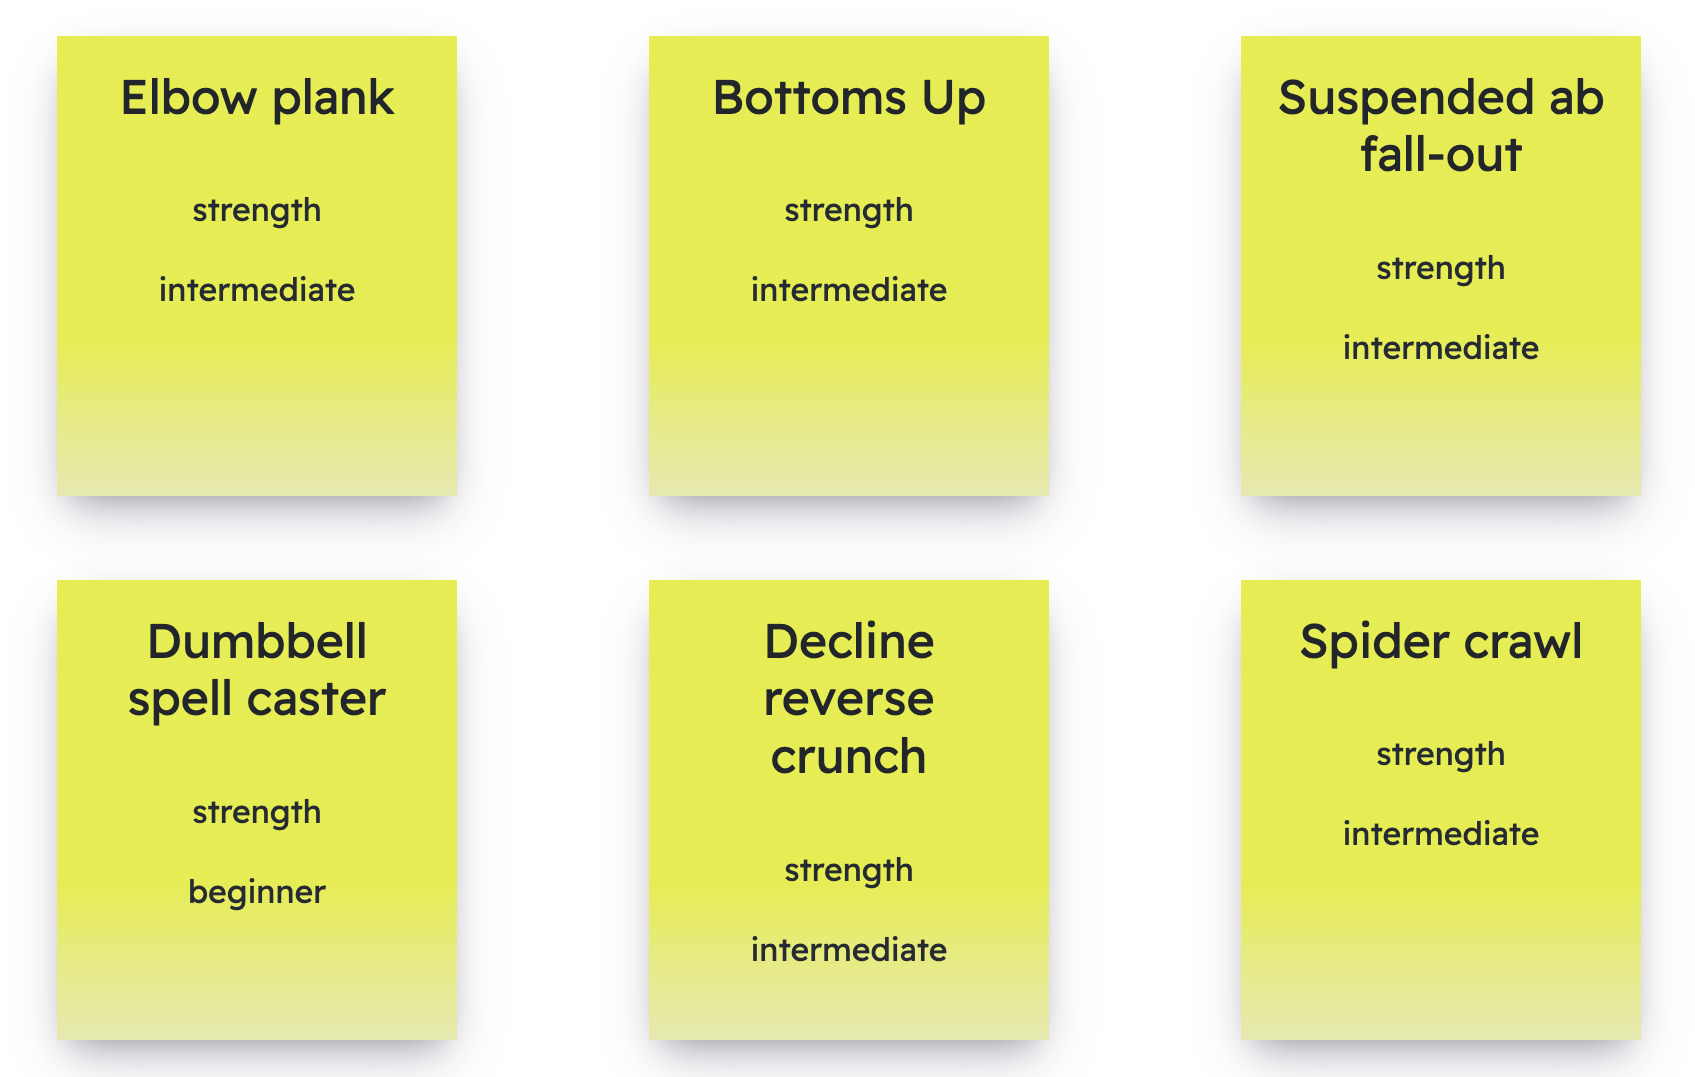 Elbow plank
strength
intermediate
Bottoms Up
strength
intermediate
Suspended ab
fall-out
strength
intermediate
Dumbbell
spell caster
strength
beginner
Decline
reverse
crunch
strength
intermediate
Spider crawl
strength
intermediate